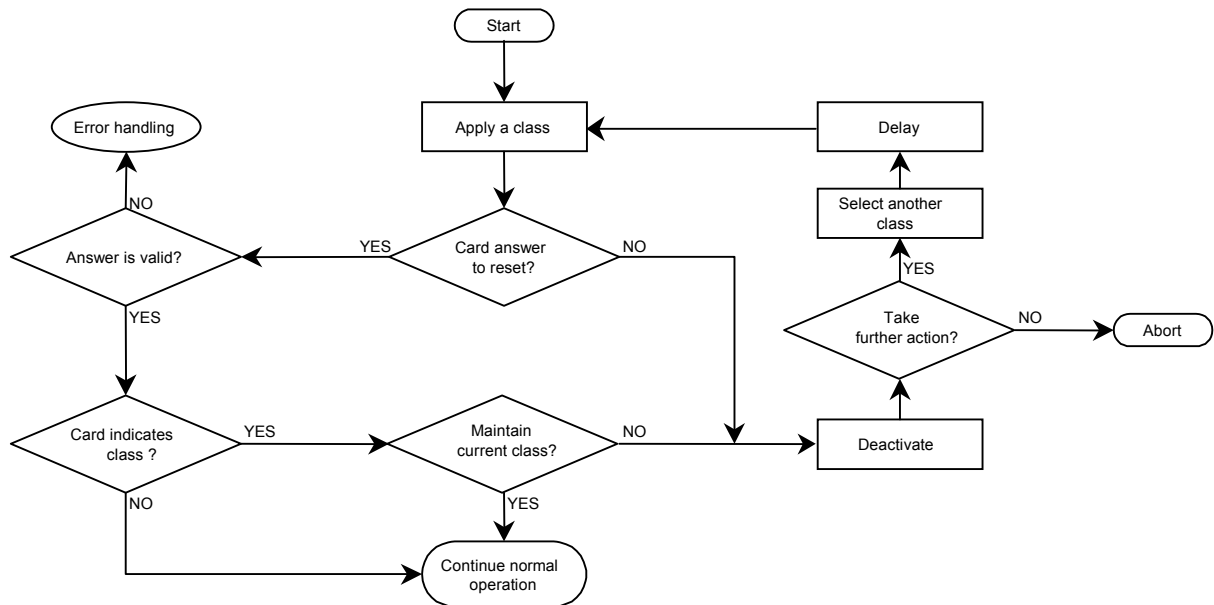 Start
Apply a class
Delay
Error handling
Select another
class
NO
Card answer
to reset?
YES
NO
Answer is valid?
YES
YES
Take
further action?
NO
Abort
Card indicates
class ?
YES
Maintain
current class?
NO
Deactivate
NO
YES
Continue normal
operation